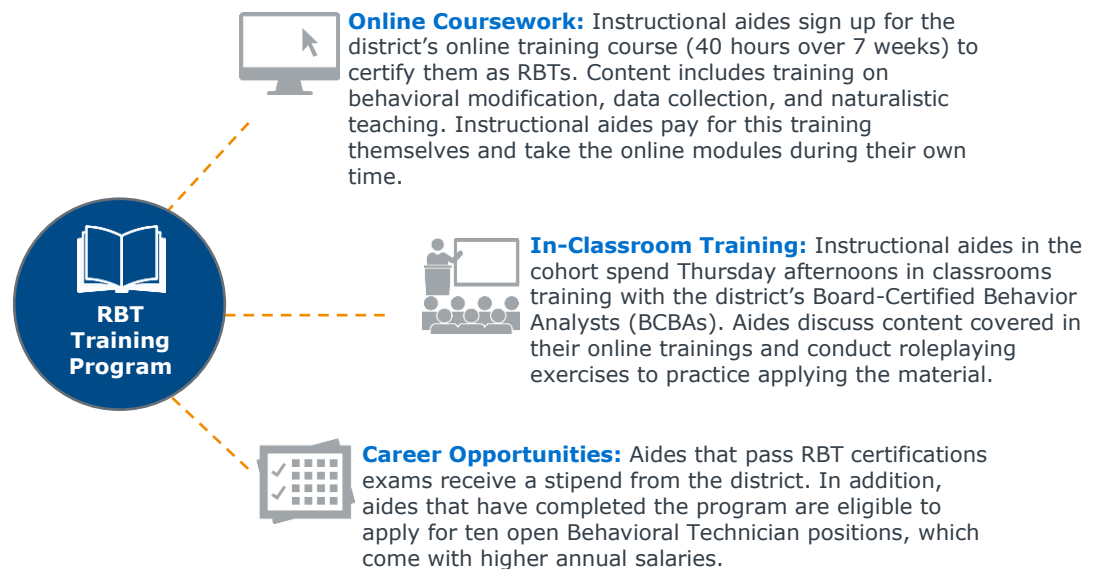 Online Coursework: Instructional aides sign up for the
district's online training course (40 hours over 7 weeks) to
certify them as RBTs. Content includes training on
behavioral modification, data collection, and naturalistic
teaching. Instructional aides pay for this training
themselves and take the online modules during their own
time.
RBT
Training
Program
In-Classroom Training: Instructional aides in the
cohort spend Thursday afternoons in classrooms
training with the district's Board-Certified Behavior
Analysts (BCBAs). Aides discuss content covered in
their online trainings and conduct roleplaying
exercises to practice applying the material.
Career Opportunities: Aides that pass RBT certifications
exams receive a stipend from the district. In addition,
aides that have completed the program are eligible to
apply for ten open Behavioral Technician positions, which
come with higher annual salaries.